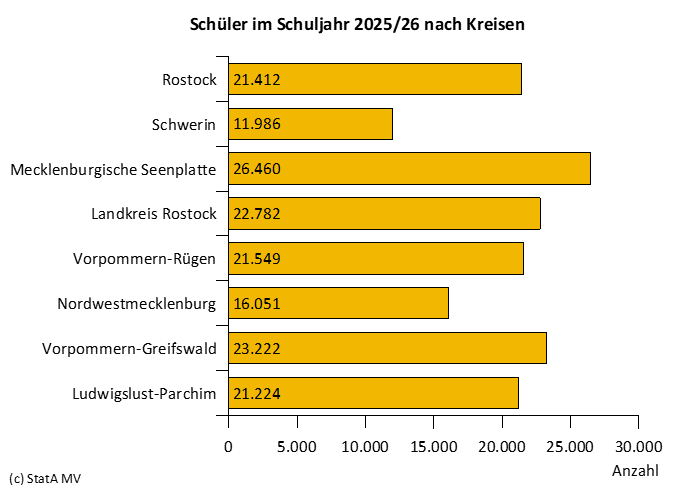 Schüler im Schuljahr 2025/26 nach Kreisen
Rostock 21.412
Schwerin 11.986
Mecklenburgische Seenplatte 26.460
Landkreis Rostock 22.782
Vorpommern-Rügen 21.549
Nordwestmecklenburg 16.051
Vorpommern-Greifswald 23.222
Ludwigslust-Parchim 21.224
0 5.000 10.000 15.000 20.000 25.000 30.000
Anzahl
(c) StatA MV